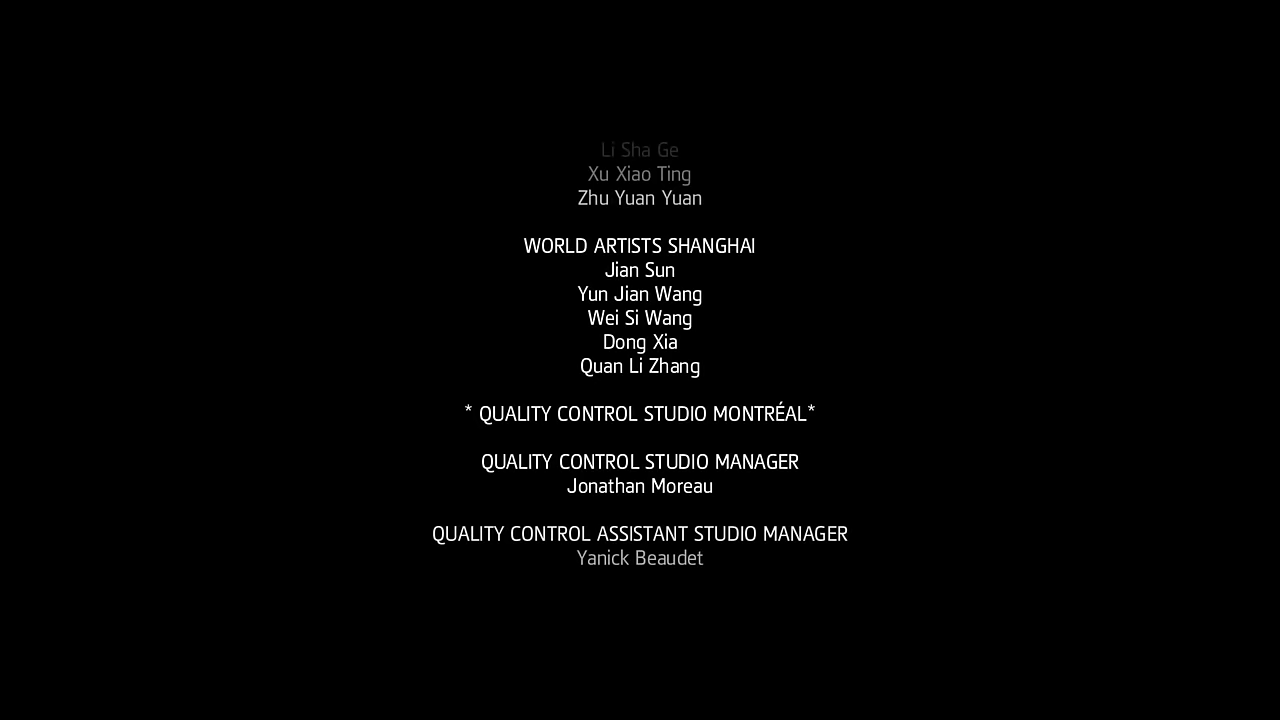 Li Sha Ge
Xu Xiao Ting
Zhu Yuan Yuan
WORLD ARTISTS SHANGHAI
Jian Sun
Yun Jian Wang
Wei Si Wang
Dong Xia
Quan Li Zhang
* QUALITY CONTROL STUDIO MONTRÉAL*
QUALITY CONTROL STUDIO MANAGER
Jonathan Moreau
QUALITY CONTROL ASSISTANT STUDIO MANAGER
Yanick Beaudet